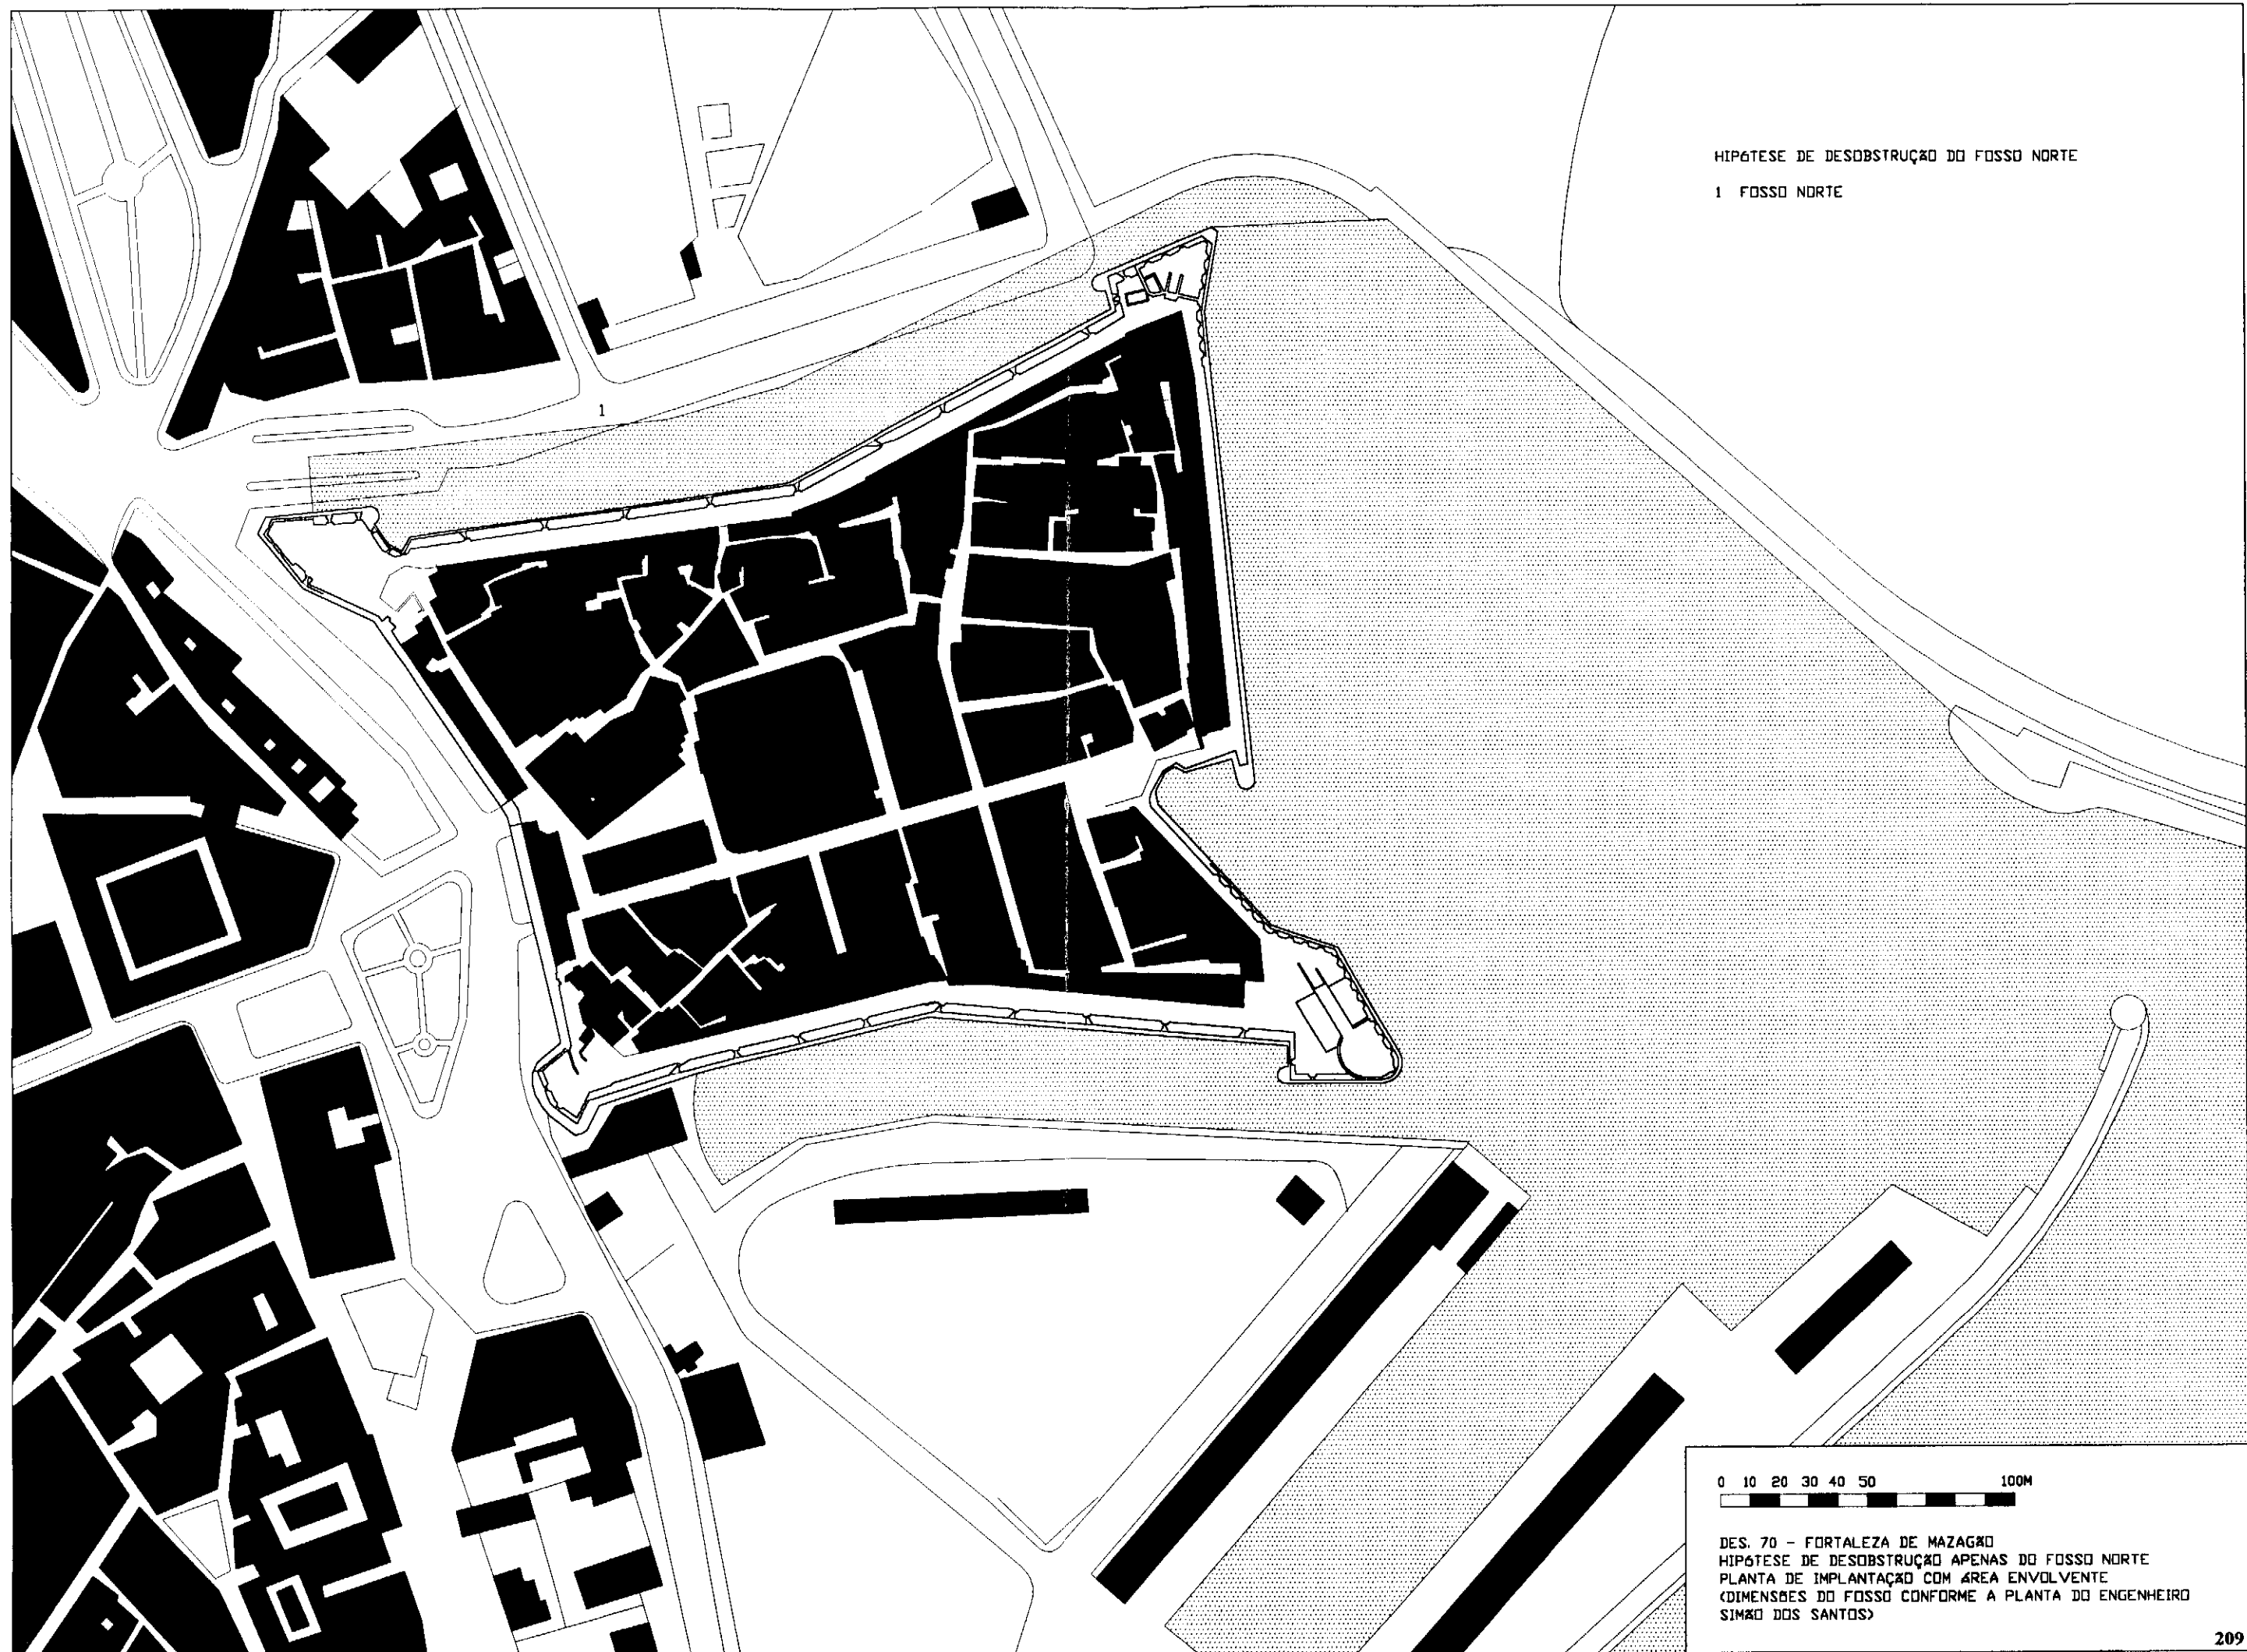 HIPóTESE DE DESOBSTRUÇãO DO FOSSO NORTE
1 FOSSO NORTE
1
0 10 20 30 40 50 100M
DES. 70 - FORTALEZA DE MAZAGãO
HIPóTESE DE DESOBSTRUÇãO APENAS DO FOSSO NORTE
PLANTA DE IMPLANTAÇãO COM áREA ENVOLVENTE
(DIMENSõES DO FOSSO CONFORME A PLANTA DO ENGENHEIRO
SIMãO DOS SANTOS)
209